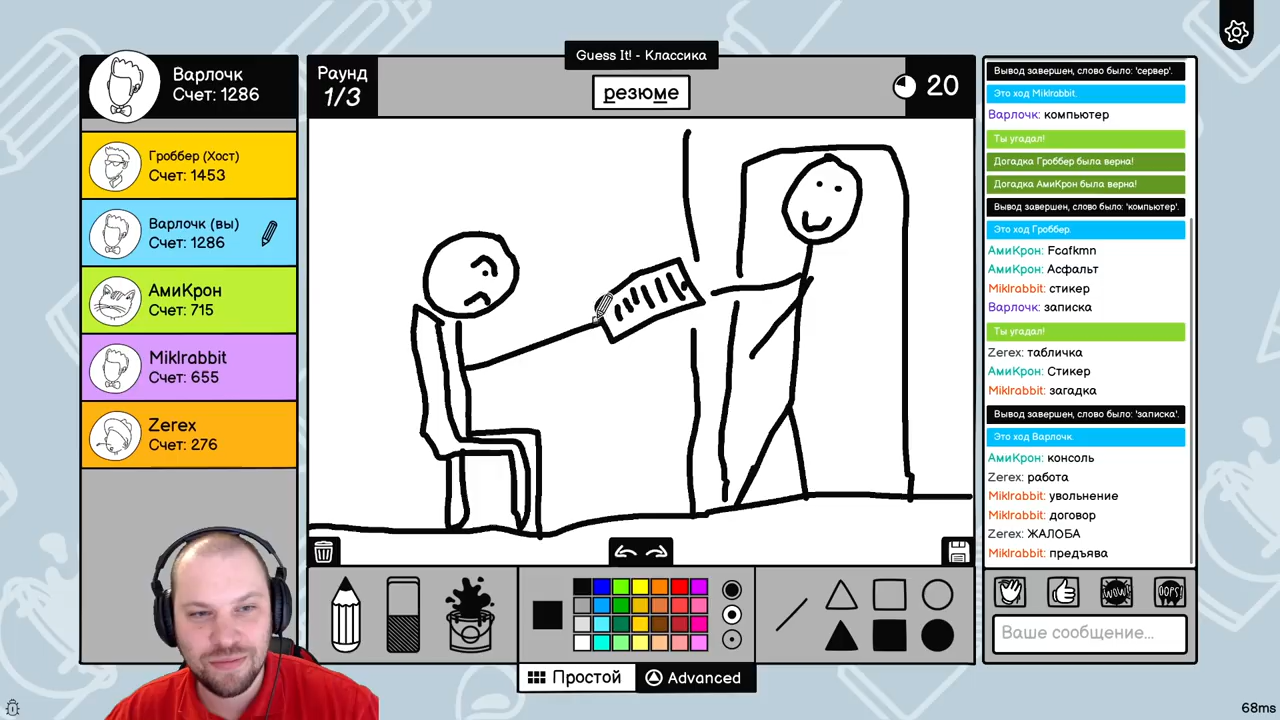 Guess It! - Классика
Варлочк
Счет: 1286
Раунд
1/3
резюме
20
Гроббер (Хост)
Счет: 1453
Варлочк (вы)
Счет: 1286
АмиКрон
Счет: 715
Miklrabbit
Счет: 655
Zerex
Счет: 276
Вывод завершен, слово было: 'сервер'.
Это ход Miklrabbit.
Варлочк: компьютер
Ты угадал!
Догадка Гроббер была верна!
Догадка АмиКрон была верна!
Вывод завершен, слово было: 'компьютер'.
Это ход Гроббер.
АмиКрон: Fcafkmn
АмиКрон: Асфальт
Miklrabbit: стикер
Варлочк: записка
Ты угадал!
Zerex: табличка
АмиКрон: Стикер
Miklrabbit: загадка
Вывод завершен, слово было: 'записка'.
Это ход Варлочк.
АмиКрон: консоль
Zerex: работа
Miklrabbit: увольнение
Miklrabbit: договор
Zerex: ЖАЛОБА
Miklrabbit: предъява
WOW!
OOPS!
Ваше сообщение...
Простой
Advanced
68ms